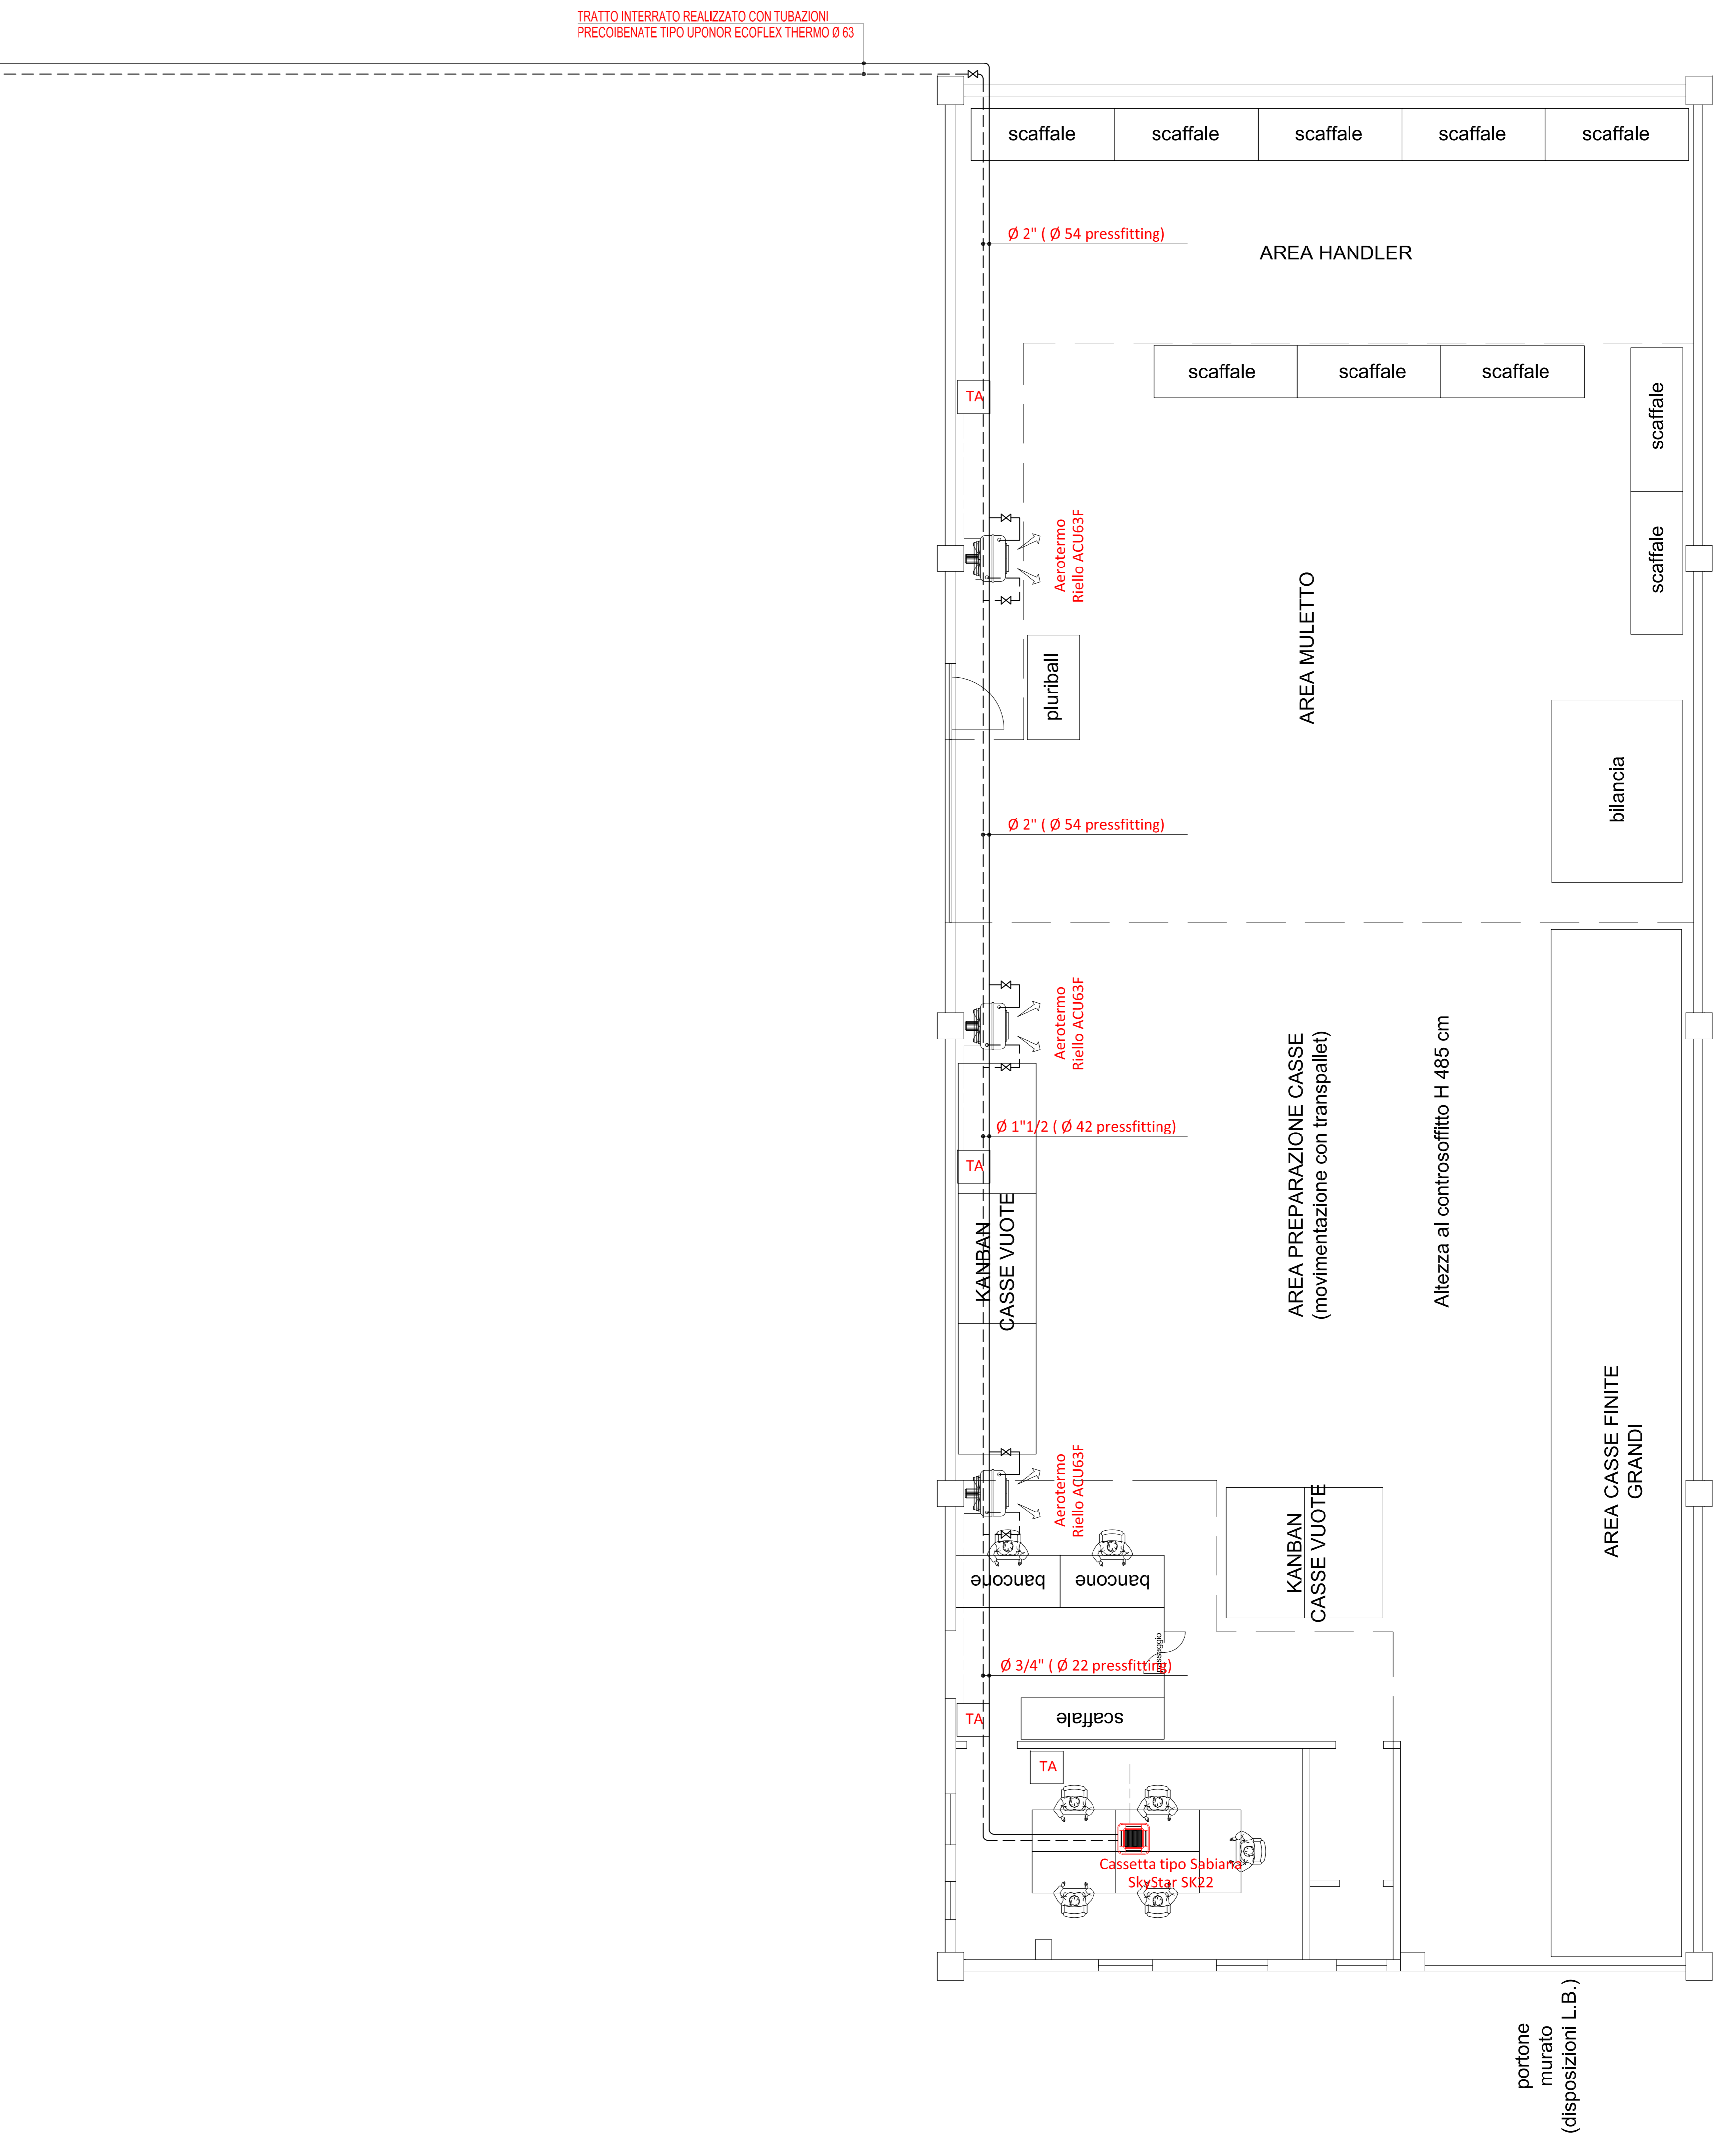 TRATTO INTERRATO REALIZZATO CON TUBAZIONI
PRECOIBENATE TIPO UPONOR ECOFLEX THERMO Ø 63
scaffale
scaffale
scaffale
scaffale
scaffale
Ø 2" ( Ø 54 pressfitting)
AREA HANDLER
scaffale
scaffale
scaffale
scaffale
TA
Aerotermo
Riello ACU63F
scaffale
AREA MULETTO
pluriball
bilancia
Ø 2" ( Ø 54 pressfitting)
Aerotermo
Riello ACU63F
AREA PREPARAZIONE CASSE
(movimentazione con transpallet)
Altezza al controsoffitto H 485 cm
Ø 1"1/2 ( Ø 42 pressfitting)
TA
KANBAN
CASSE VUOTE
AREA CASSE FINITE
GRANDI
Aerotermo
Riello ACU63F
KANBAN
CASSE VUOTE
bancone
bancone
passaggio
Ø 3/4" ( Ø 22 pressfitting)
TA
scaffale
TA
Cassetta tipo Sabiana
SkyStar SK22
portone
murato
(disposizioni L.B.)